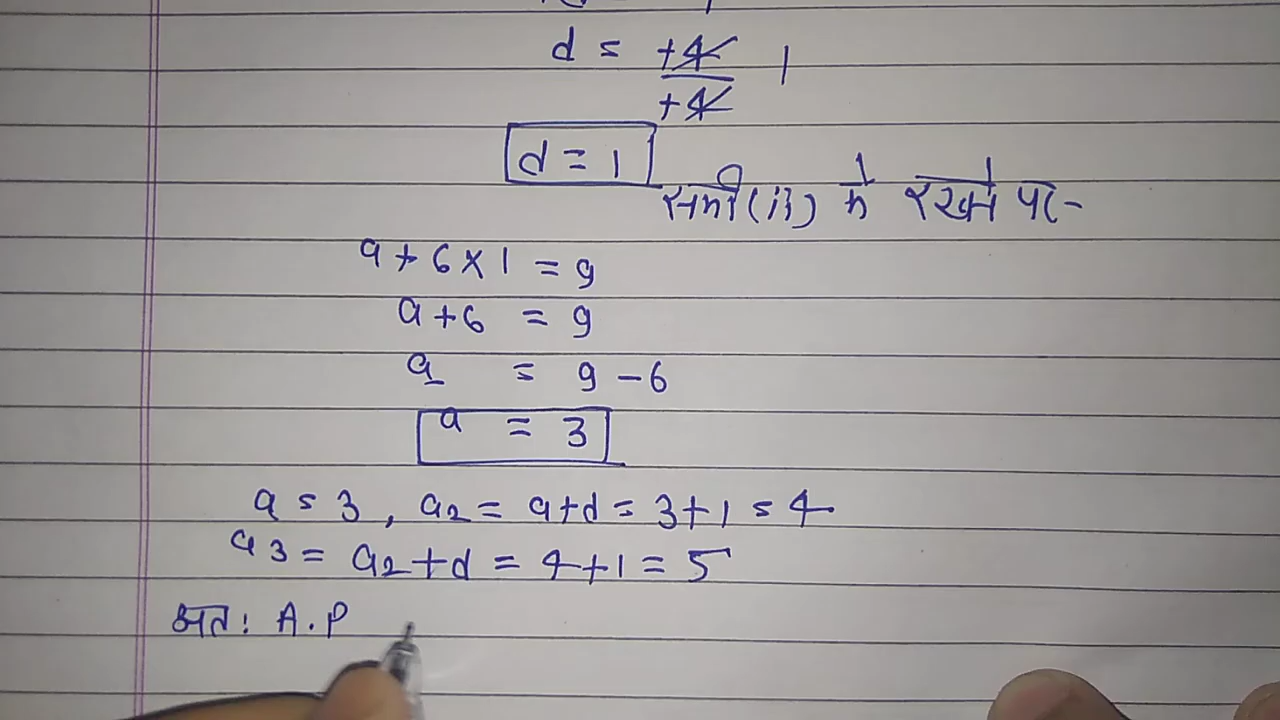 d = +4/+4 1
d = 1
समी (ii) में रखने पर-
a + 6 × 1 = 9
a + 6 = 9
a = 9 - 6
a = 3
a = 3, a2 = a + d = 3 + 1 = 4
a3 = a2 + d = 4 + 1 = 5
अत: A.P